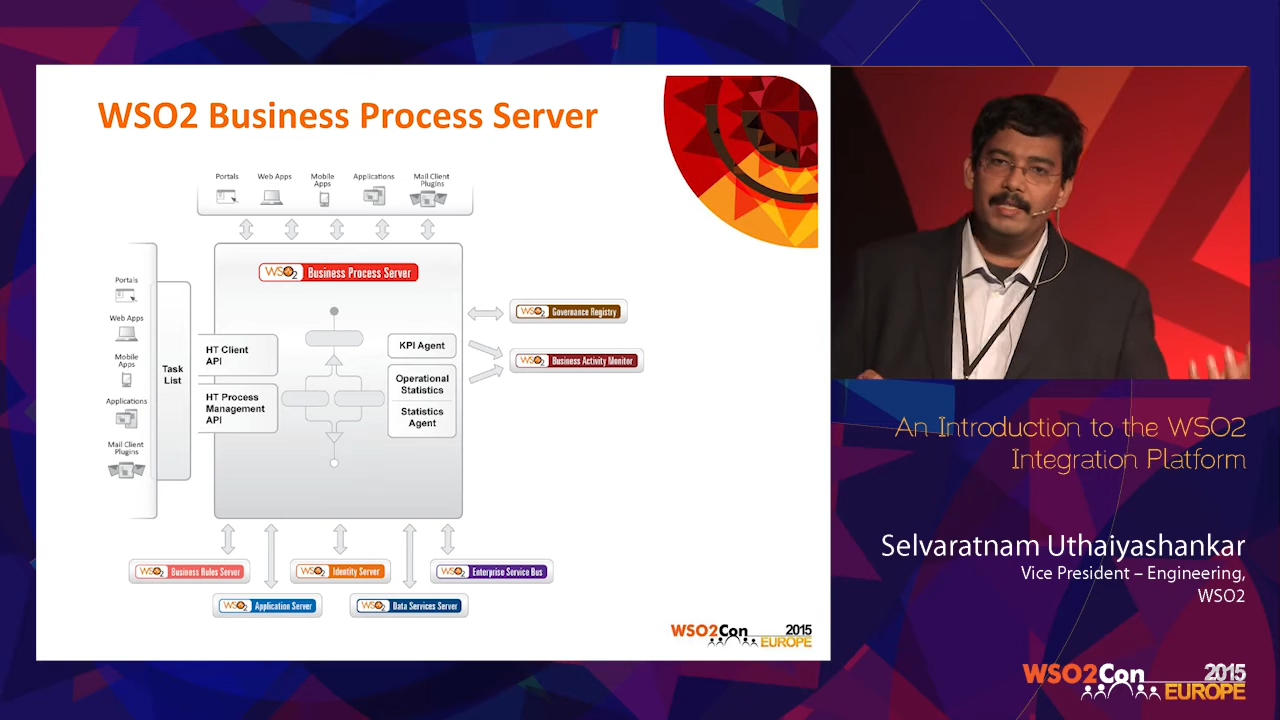 WSO2 Business Process Server
Portals
Web Apps
Mobile
Apps
Applications
Mail Client
Plugins
WSO2 Business Process Server
Portals
Web Apps
Mobile
Apps
Applications
Mail Client
Plugins
Task
List
HT Client
API
HT Process
Management
API
KPI Agent
Operational
Statistics
Statistics
Agent
WSO2 Governance Registry
WSO2 Business Activity Monitor
WSO2 Business Rules Server
WSO2 Identity Server
WSO2 Enterprise Service Bus
WSO2 Application Server
WSO2 Data Services Server
WSO2Con 2015
EUROPE
An Introduction to the WSO2
Integration Platform
Selvaratnam Uthaiyashankar
Vice President – Engineering,
WSO2
WSO2Con 2015
EUROPE